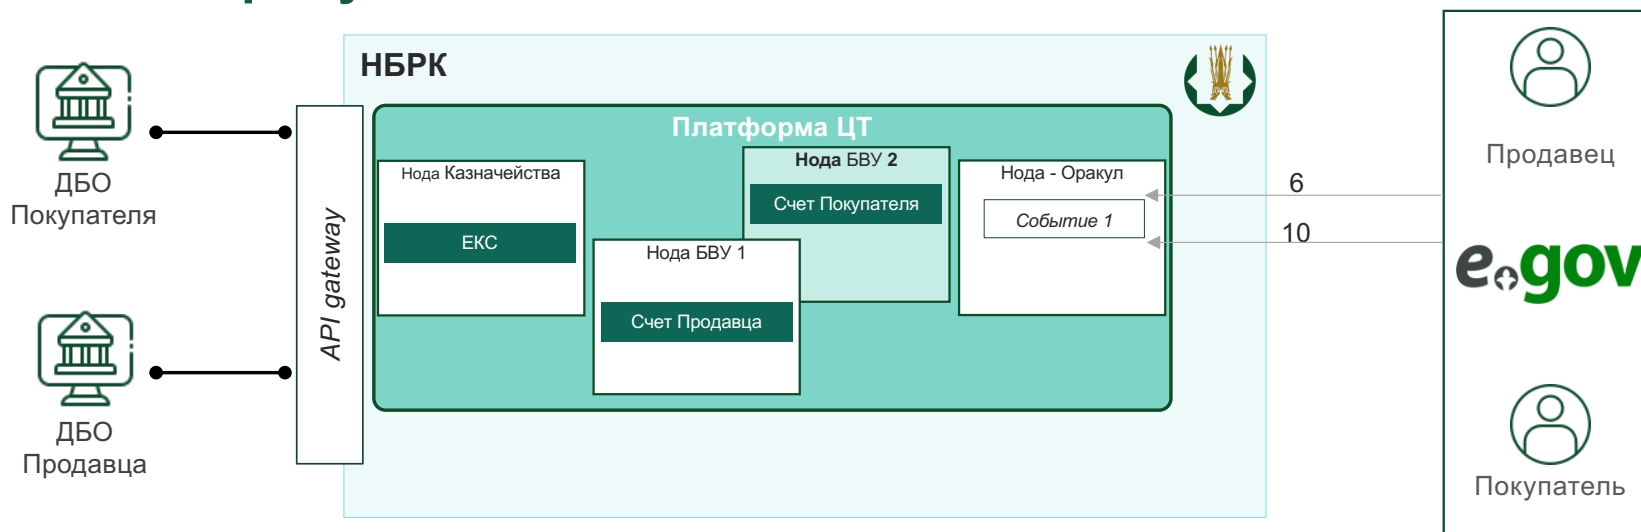 НБРК
Платформа ЦТ
Нода Казначейства
ЕКС
Нода БВУ 2
Счет Покупателя
Нода БВУ 1
Счет Продавца
Нода - Оракул
Событие 1
API gateway
ДБО
Покупателя
ДБО
Продавца
6
10
Продавец
e.gov
Покупатель